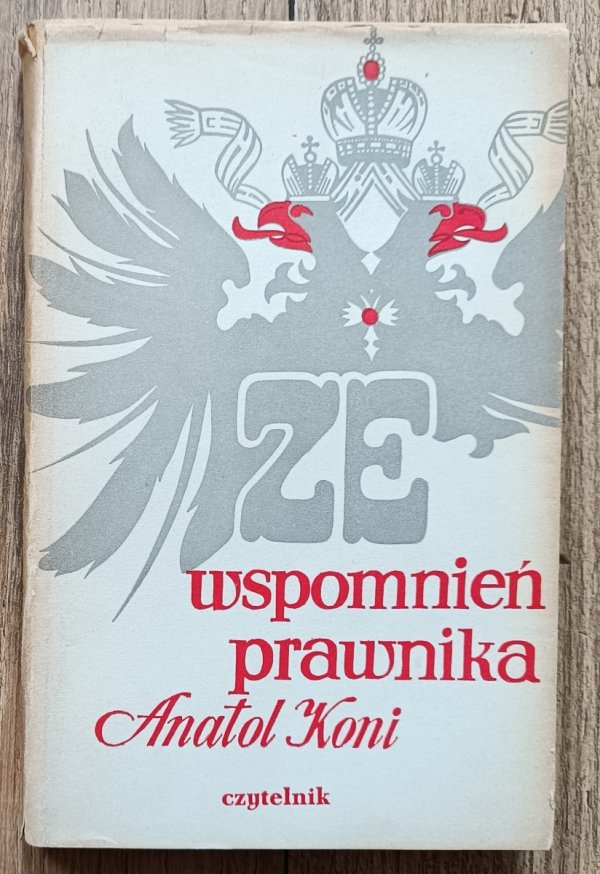 ZE
wspomnień
prawnika
Anatol Koni
czytelnik